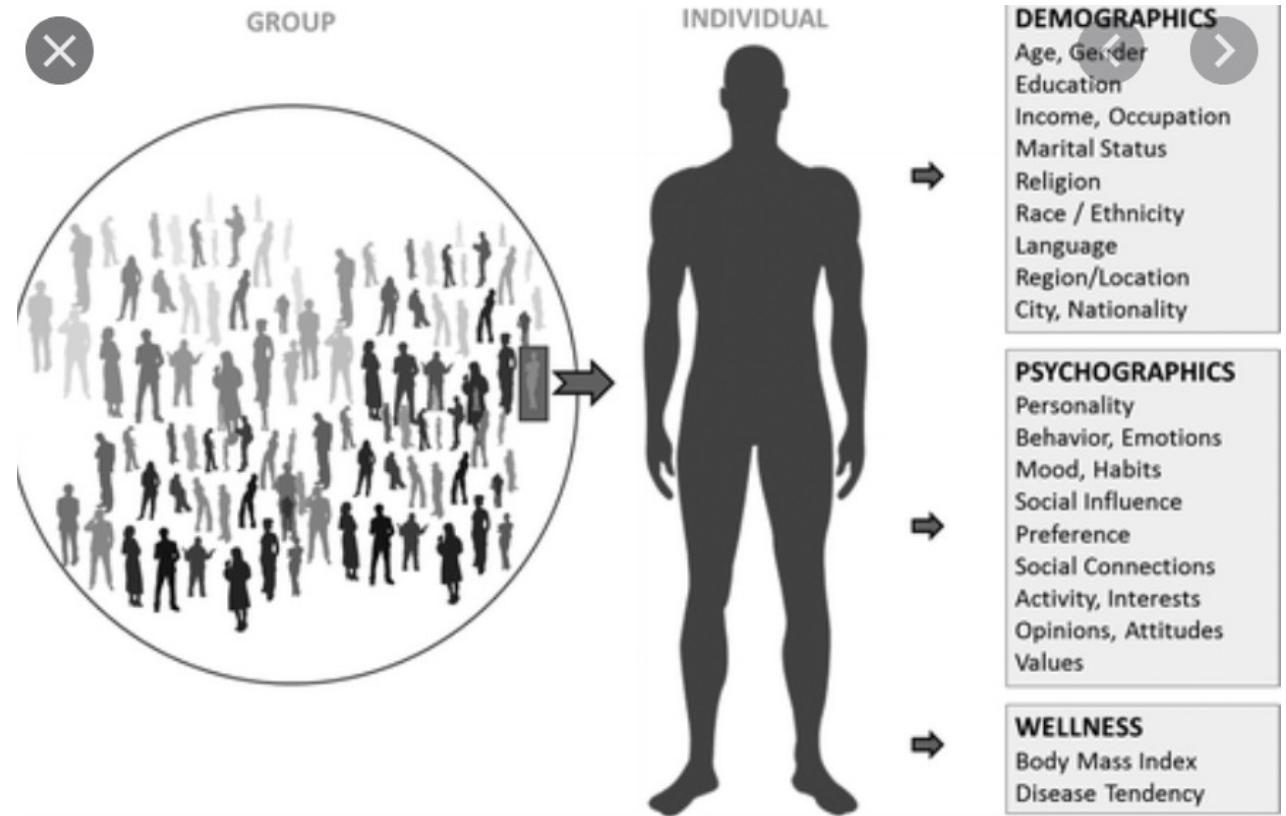 GROUP
INDIVIDUAL
DEMOGRAPHICS
Age, Gender
Education
Income, Occupation
Marital Status
Religion
Race / Ethnicity
Language
Region/Location
City, Nationality
PSYCHOGRAPHICS
Personality
Behavior, Emotions
Mood, Habits
Social Influence
Preference
Social Connections
Activity, Interests
Opinions, Attitudes
Values
WELLNESS
Body Mass Index
Disease Tendency